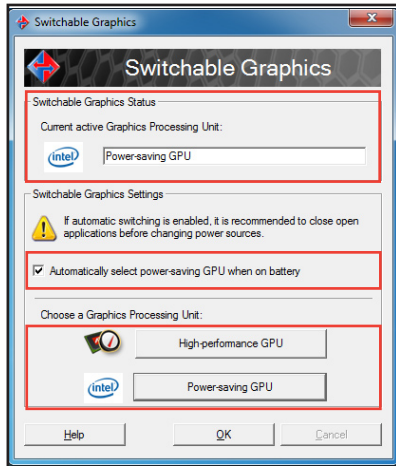 Switchable Graphics
Switchable Graphics
Switchable Graphics Status
Current active Graphics Processing Unit:
intel
Power-saving GPU
Switchable Graphics Settings
If automatic switching is enabled, it is recommended to close open
applications before changing power sources.
Automatically select power-saving GPU when on battery
Choose a Graphics Processing Unit:
High-performance GPU
intel
Power-saving GPU
Help OK Cancel